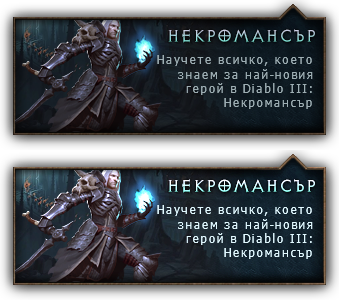 НЕКРОМАНСЪР
Научете всичко, което
знаем за най-новия
герой в Diablo III:
Некромансър
НЕКРОМАНСЪР
Научете всичко, което
знаем за най-новия
герой в Diablo III:
Некромансър